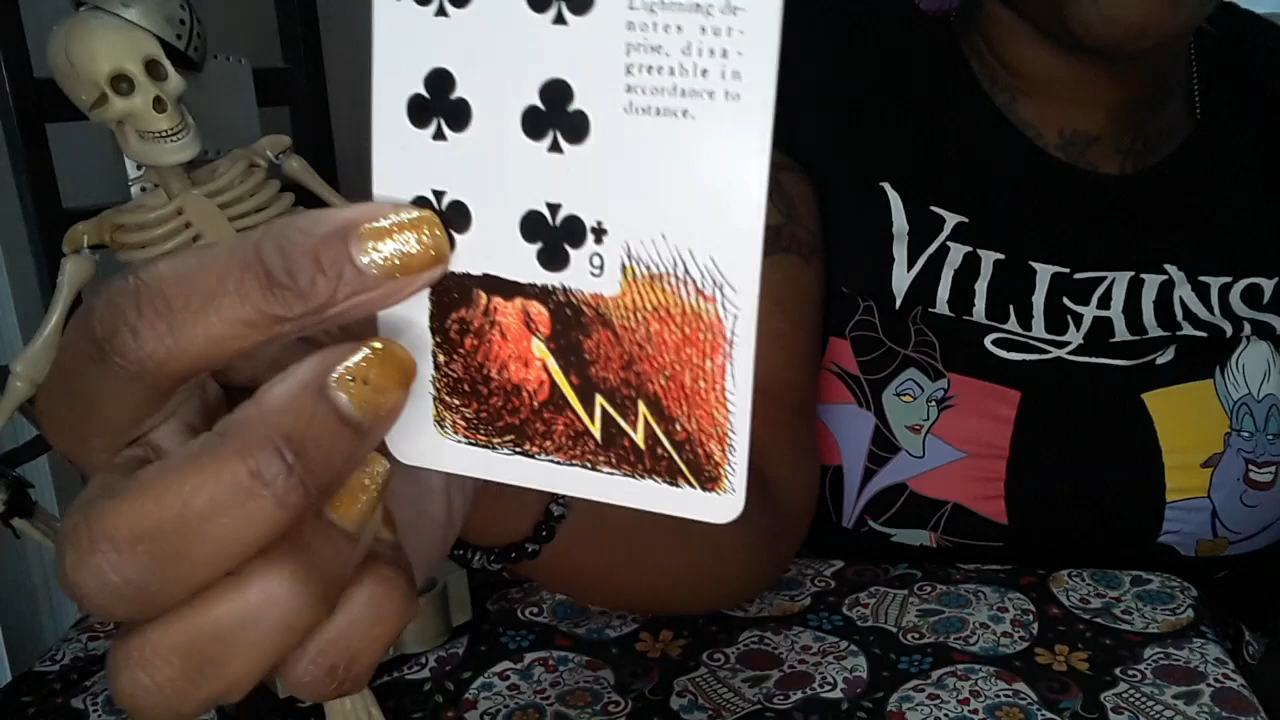 Lightning de-
notes sur-
prise, disa-
greeable in
accordance to
distance.
9
VILLAINS